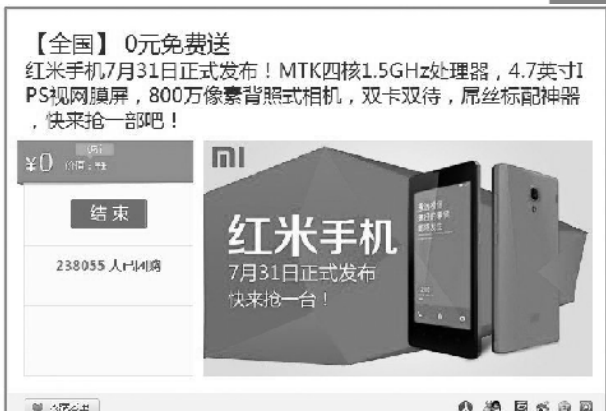 【全国】 0元免费送
红米手机7月31日正式发布！MTK四核1.5GHz处理器，4.7英寸I
PS视网膜屏，800万像素背照式相机，双卡双待，屌丝标配神器
，快来抢一部吧！
¥0
结束
238055 人已团购
mi
红米手机
7月31日正式发布
快来抢一台！